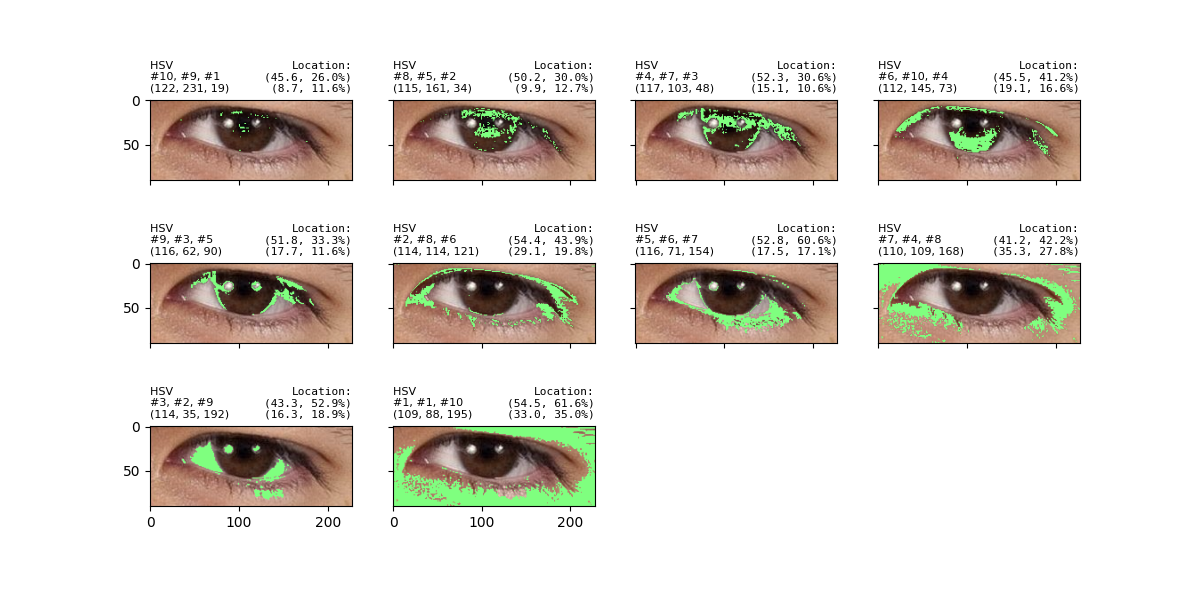 HSV Location:
#10, #9, #1 (45.6, 26.0%)
(122, 231, 19) (8.7, 11.6%)
HSV Location:
#8, #5, #2 (50.2, 30.0%)
(115, 161, 34) (9.9, 12.7%)
HSV Location:
#4, #7, #3 (52.3, 30.6%)
(117, 103, 48) (15.1, 10.6%)
HSV Location:
#6, #10, #4 (45.5, 41.2%)
(112, 145, 73) (19.1, 16.6%)
0
50
HSV Location:
#9, #3, #5 (51.8, 33.3%)
(116, 62, 90) (17.7, 11.6%)
HSV Location:
#2, #8, #6 (54.4, 43.9%)
(114, 114, 121) (29.1, 19.8%)
HSV Location:
#5, #6, #7 (52.8, 60.6%)
(116, 71, 154) (17.5, 17.1%)
HSV Location:
#7, #4, #8 (41.2, 42.2%)
(110, 109, 168) (35.3, 27.8%)
0
50
HSV Location:
#3, #2, #9 (43.3, 52.9%)
(114, 35, 192) (16.3, 18.9%)
HSV Location:
#1, #1, #10 (54.5, 61.6%)
(109, 88, 195) (33.0, 35.0%)
0
50
0 100 200
0 100 200